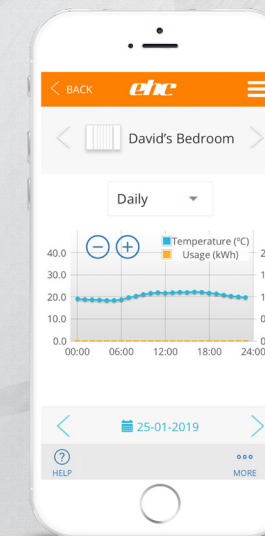 BACK
ehc
David's Bedroom
Daily
Temperature (°C)
Usage (kWh)
40.0
30.0
20.0
10.0
0.0
00:00 06:00 12:00 18:00 24:00
25-01-2019
?
HELP
MORE